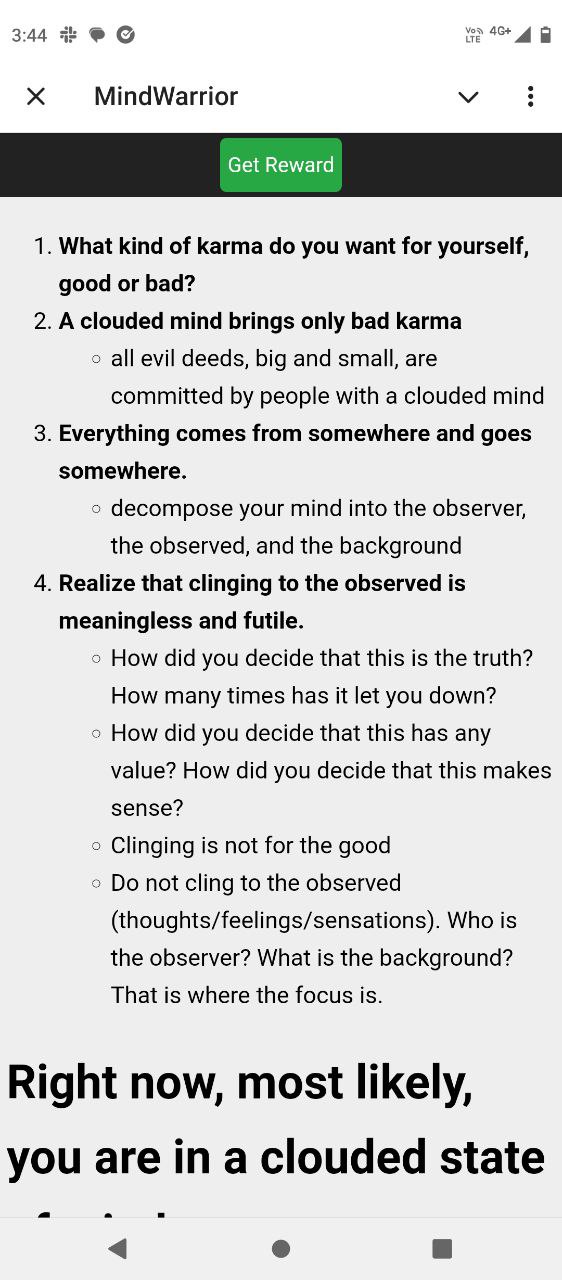 3:44
Vo)) LTE 4G+
MindWarrior
Get Reward
1. What kind of karma do you want for yourself,
good or bad?
2. A clouded mind brings only bad karma
all evil deeds, big and small, are
committed by people with a clouded mind
3. Everything comes from somewhere and goes
somewhere.
decompose your mind into the observer,
the observed, and the background
4. Realize that clinging to the observed is
meaningless and futile.
How did you decide that this is the truth?
How many times has it let you down?
How did you decide that this has any
value? How did you decide that this makes
sense?
Clinging is not for the good
Do not cling to the observed
(thoughts/feelings/sensations). Who is
the observer? What is the background?
That is where the focus is.
Right now, most likely,
you are in a clouded state